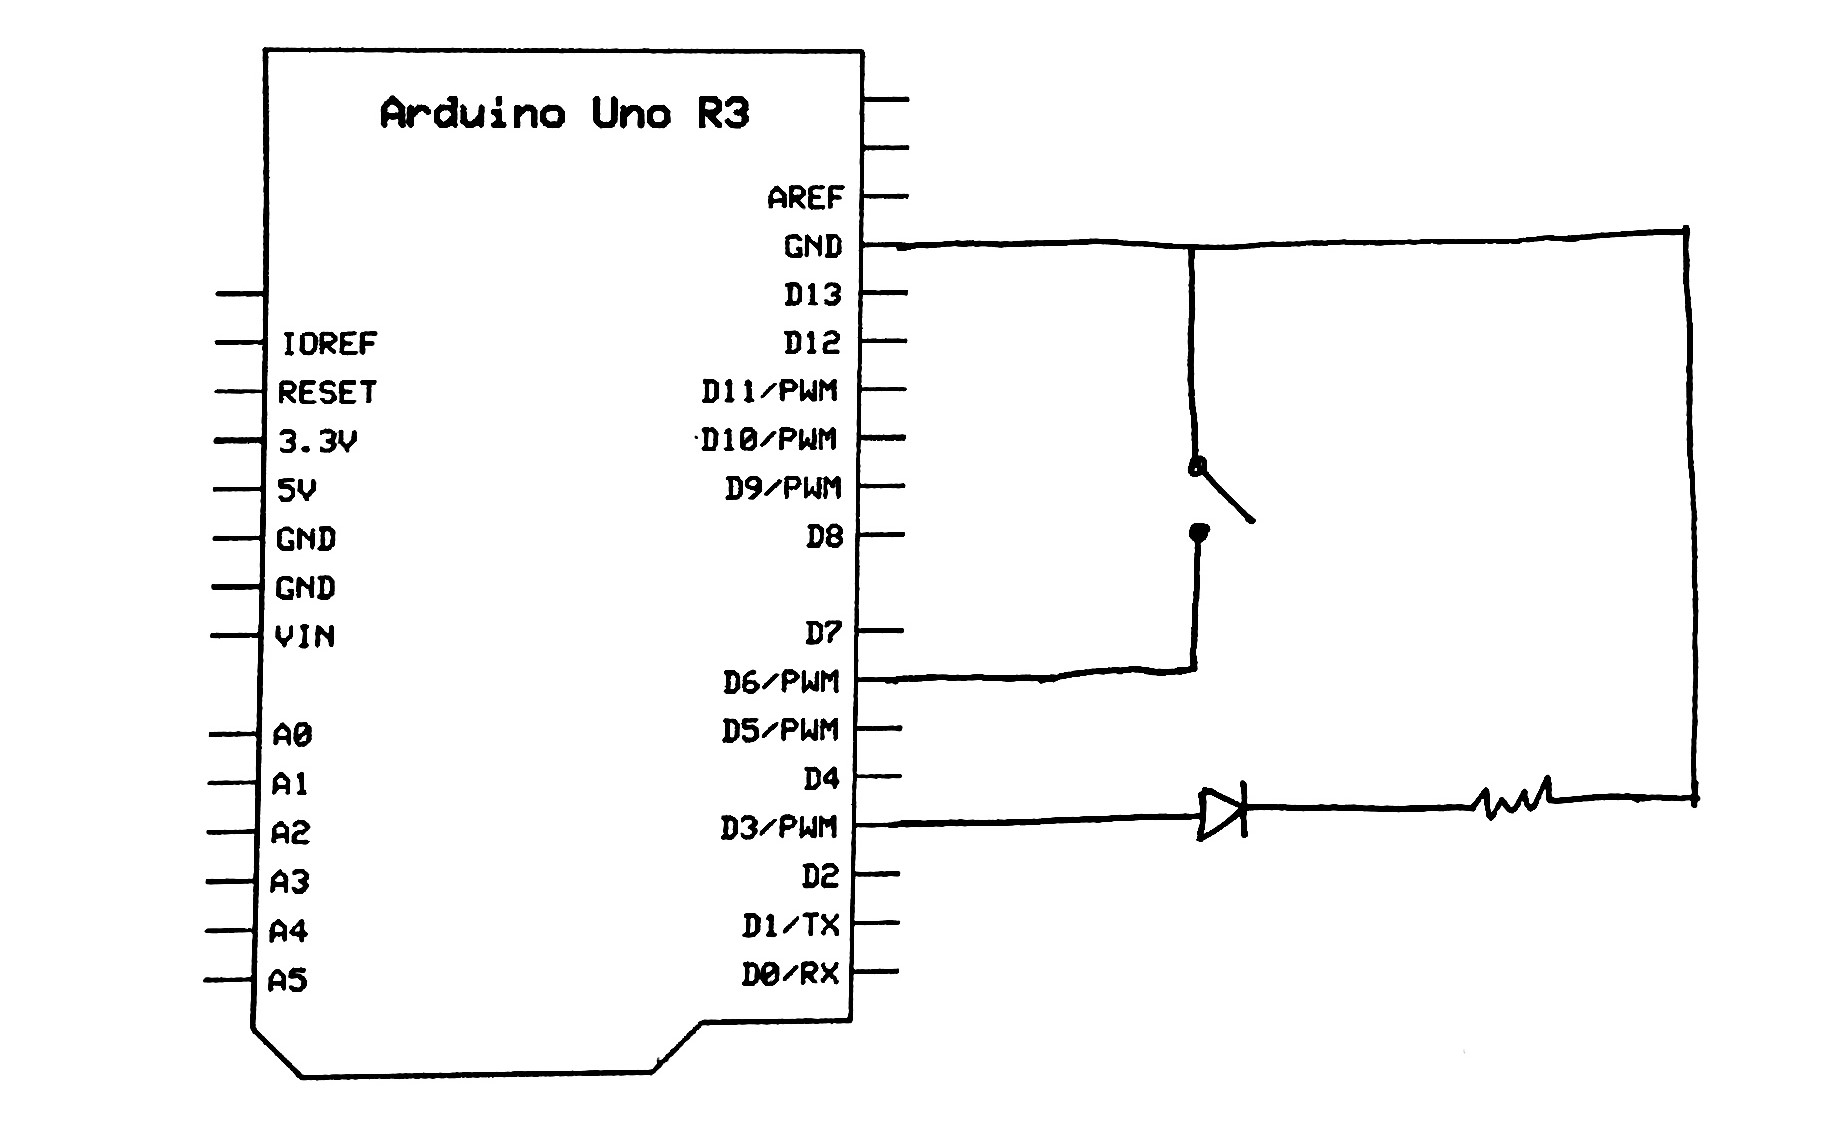 Arduino Uno R3
AREF
GND
D13
D12
D11/PWM
D10/PWM
D9/PWM
D8
D7
D6/PWM
D5/PWM
D4
D3/PWM
D2
D1/TX
D0/RX
IOREF
RESET
3.3V
5V
GND
GND
VIN
A0
A1
A2
A3
A4
A5